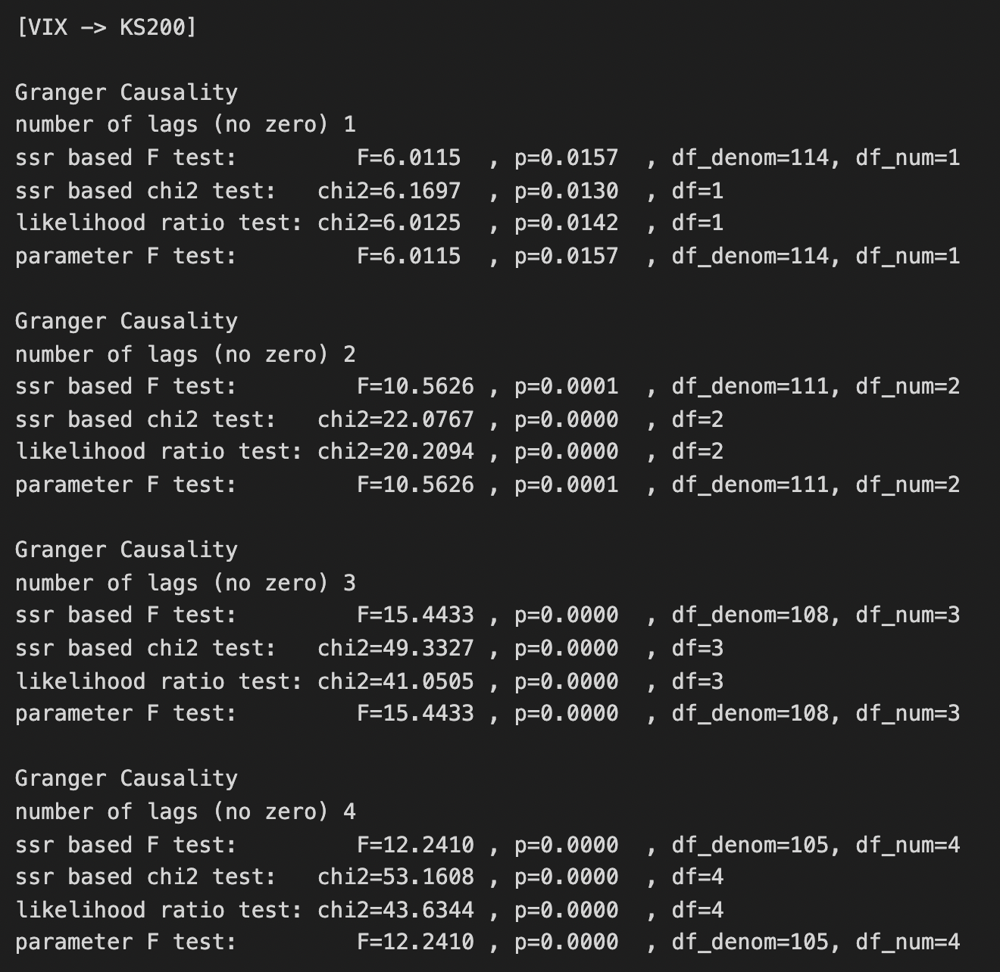 [VIX -> KS200]
Granger Causality
number of lags (no zero) 1
ssr based F test:         F=6.0115  , p=0.0157  , df_denom=114, df_num=1
ssr based chi2 test:   chi2=6.1697  , p=0.0130  , df=1
likelihood ratio test: chi2=6.0125  , p=0.0142  , df=1
parameter F test:         F=6.0115  , p=0.0157  , df_denom=114, df_num=1
Granger Causality
number of lags (no zero) 2
ssr based F test:         F=10.5626 , p=0.0001  , df_denom=111, df_num=2
ssr based chi2 test:   chi2=22.0767 , p=0.0000  , df=2
likelihood ratio test: chi2=20.2094 , p=0.0000  , df=2
parameter F test:         F=10.5626 , p=0.0001  , df_denom=111, df_num=2
Granger Causality
number of lags (no zero) 3
ssr based F test:         F=15.4433 , p=0.0000  , df_denom=108, df_num=3
ssr based chi2 test:   chi2=49.3327 , p=0.0000  , df=3
likelihood ratio test: chi2=41.0505 , p=0.0000  , df=3
parameter F test:         F=15.4433 , p=0.0000  , df_denom=108, df_num=3
Granger Causality
number of lags (no zero) 4
ssr based F test:         F=12.2410 , p=0.0000  , df_denom=105, df_num=4
ssr based chi2 test:   chi2=53.1608 , p=0.0000  , df=4
likelihood ratio test: chi2=43.6344 , p=0.0000  , df=4
parameter F test:         F=12.2410 , p=0.0000  , df_denom=105, df_num=4